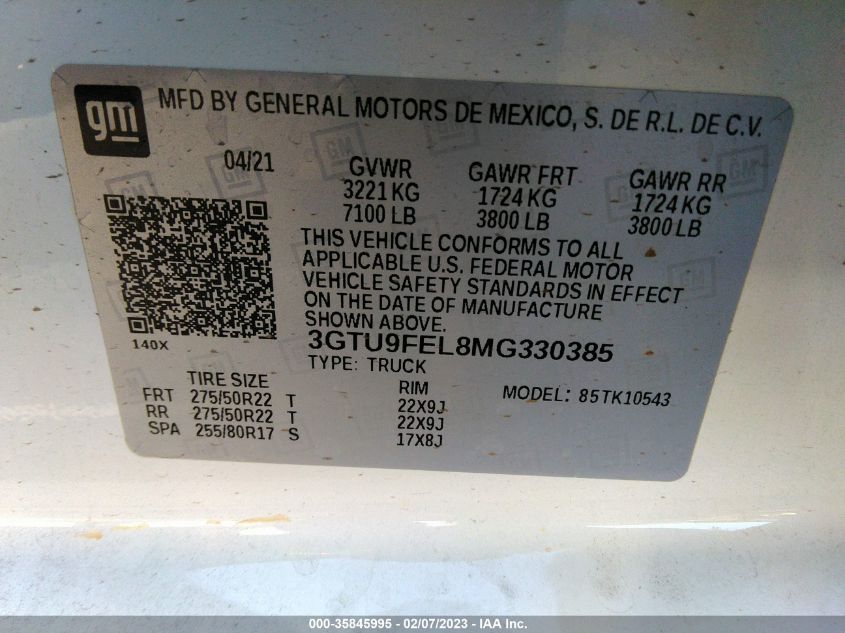 gm
MFD BY GENERAL MOTORS DE MEXICO, S. DE R.L. DE C.V.
04/21 GVWR GAWR FRT GAWR RR
3221 KG 1724 KG 1724 KG
7100 LB 3800 LB 3800 LB
THIS VEHICLE CONFORMS TO ALL
APPLICABLE U.S. FEDERAL MOTOR
VEHICLE SAFETY STANDARDS IN EFFECT
ON THE DATE OF MANUFACTURE
SHOWN ABOVE.
140X
3GTU9FEL8MG330385
TYPE: TRUCK
TIRE SIZE RIM MODEL: 85TK10543
FRT 275/50R22 T 22X9J
RR 275/50R22 T 22X9J
SPA 255/80R17 S 17X8J
000-35845995 - 02/07/2023 - IAA Inc.